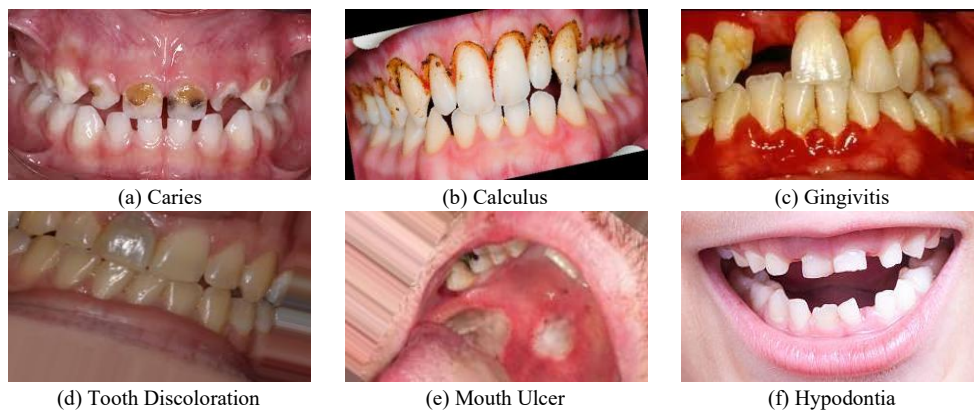 (a) Caries
(b) Calculus
(c) Gingivitis
(d) Tooth Discoloration
(e) Mouth Ulcer
(f) Hypodontia